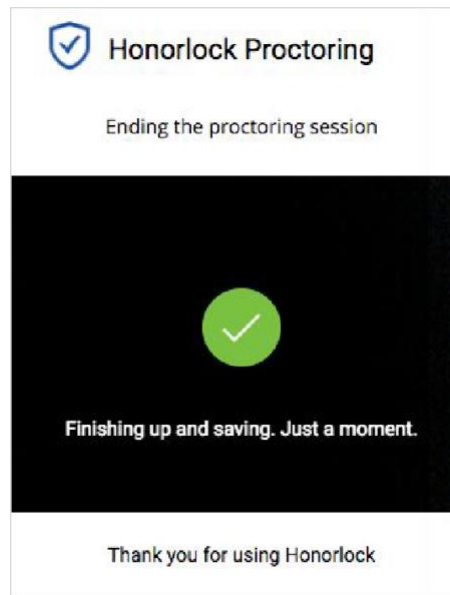 Honorlock Proctoring
Ending the proctoring session
Finishing up and saving. Just a moment.
Thank you for using Honorlock